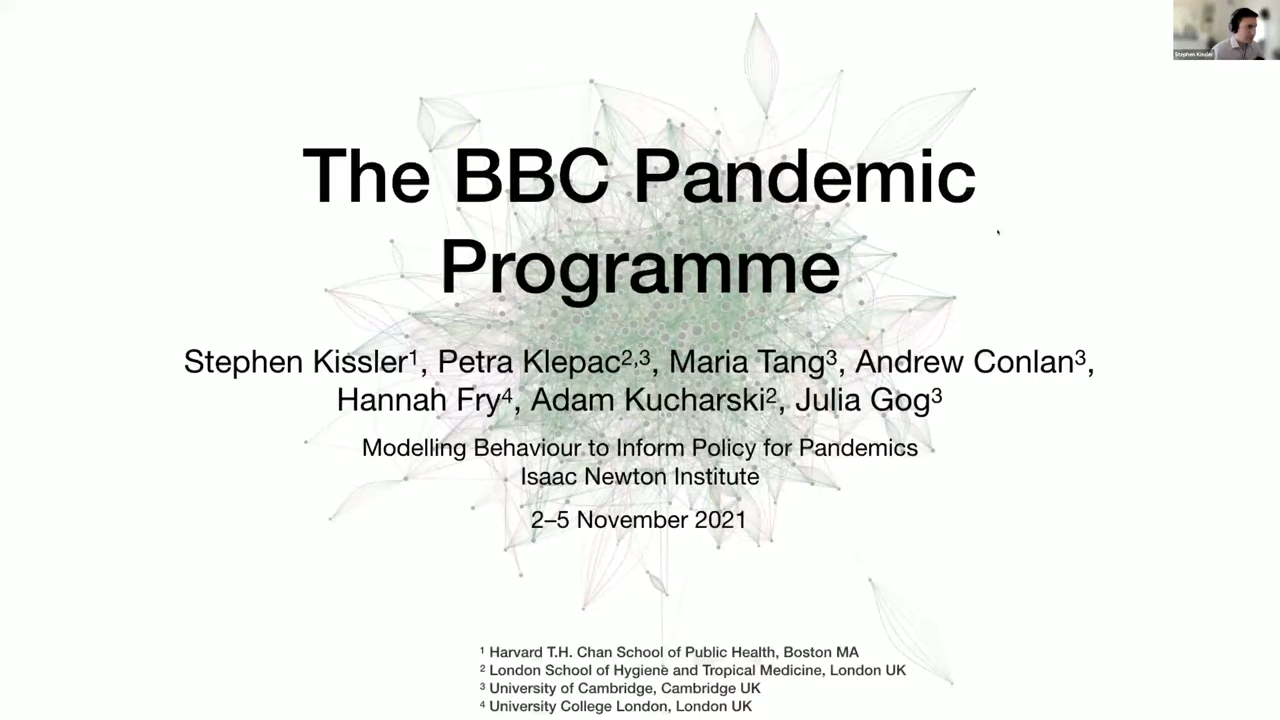 The BBC Pandemic
Programme
Stephen Kissler¹, Petra Klepac²,³, Maria Tang³, Andrew Conlan³,
Hannah Fry⁴, Adam Kucharski², Julia Gog³
Modelling Behaviour to Inform Policy for Pandemics
Isaac Newton Institute
2–5 November 2021
¹ Harvard T.H. Chan School of Public Health, Boston MA
² London School of Hygiene and Tropical Medicine, London UK
³ University of Cambridge, Cambridge UK
⁴ University College London, London UK
Stephen Kissler